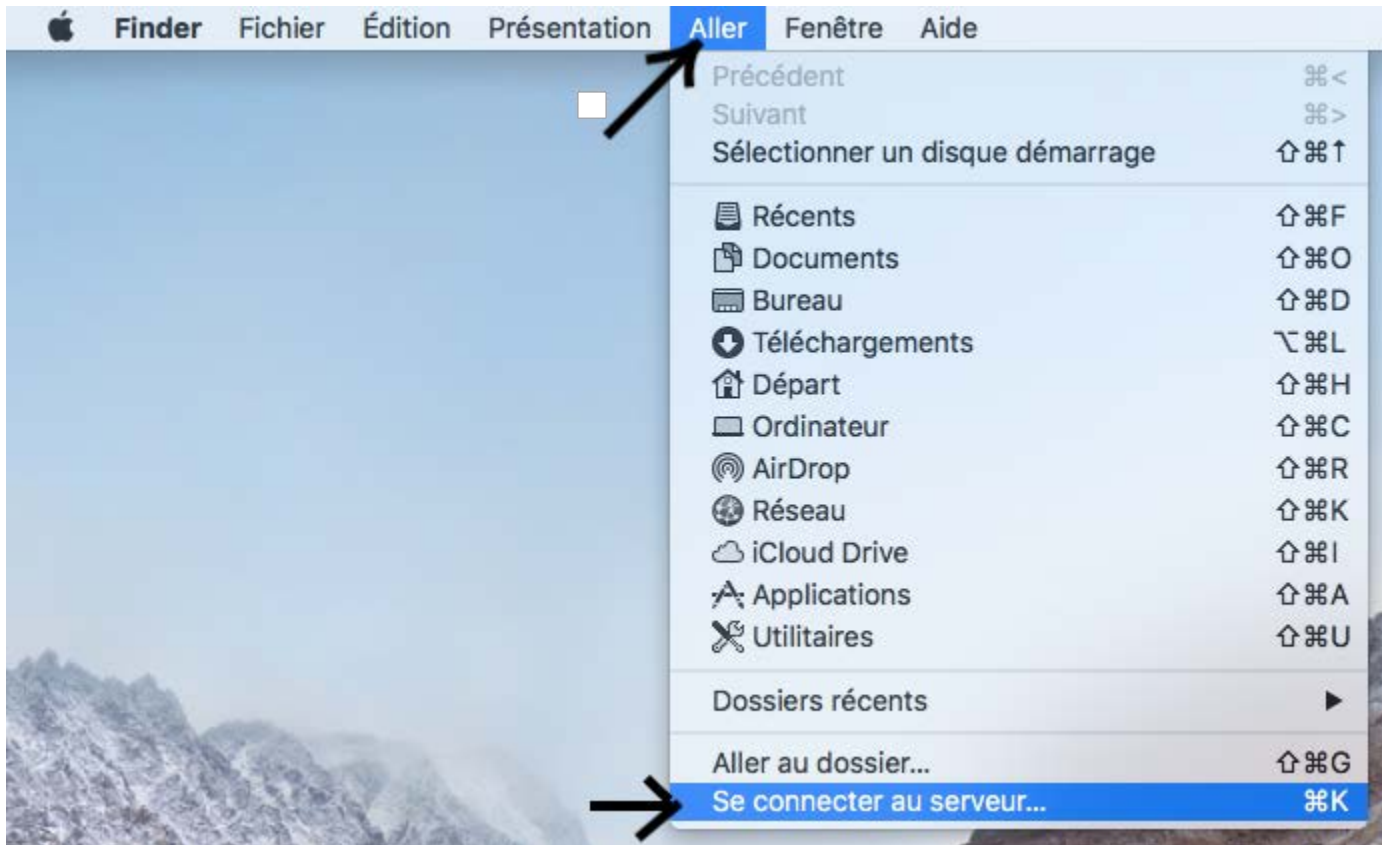 Finder Fichier Édition Présentation Aller Fenêtre Aide
Précédent ⌘<
Suivant ⌘>
Sélectionner un disque démarrage ⇧⌘↑
Récents ⇧⌘F
Documents ⇧⌘O
Bureau ⇧⌘D
Téléchargements ⌥⌘L
Départ ⇧⌘H
Ordinateur ⇧⌘C
AirDrop ⇧⌘R
Réseau ⇧⌘K
iCloud Drive ⇧⌘I
Applications ⇧⌘A
Utilitaires ⇧⌘U
Dossiers récents ▶
Aller au dossier... ⇧⌘G
Se connecter au serveur... ⌘K